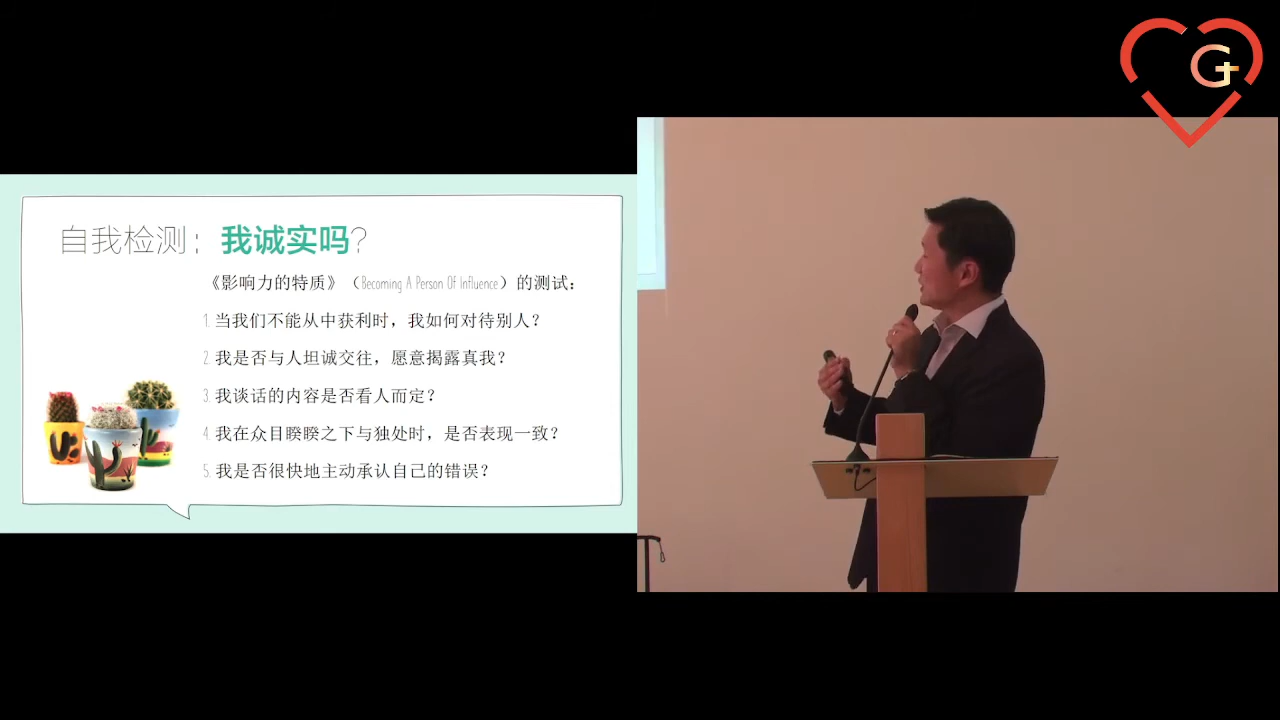 自我检测：我诚实吗?
《影响力的特质》（Becoming A Person Of Influence）的测试：
1. 当我们不能从中获利时，我如何对待别人？
2. 我是否与人坦诚交往，愿意揭露真我？
3. 我谈话的内容是否看人而定？
4. 我在众目睽睽之下与独处时，是否表现一致？
5. 我是否很快地主动承认自己的错误？
G